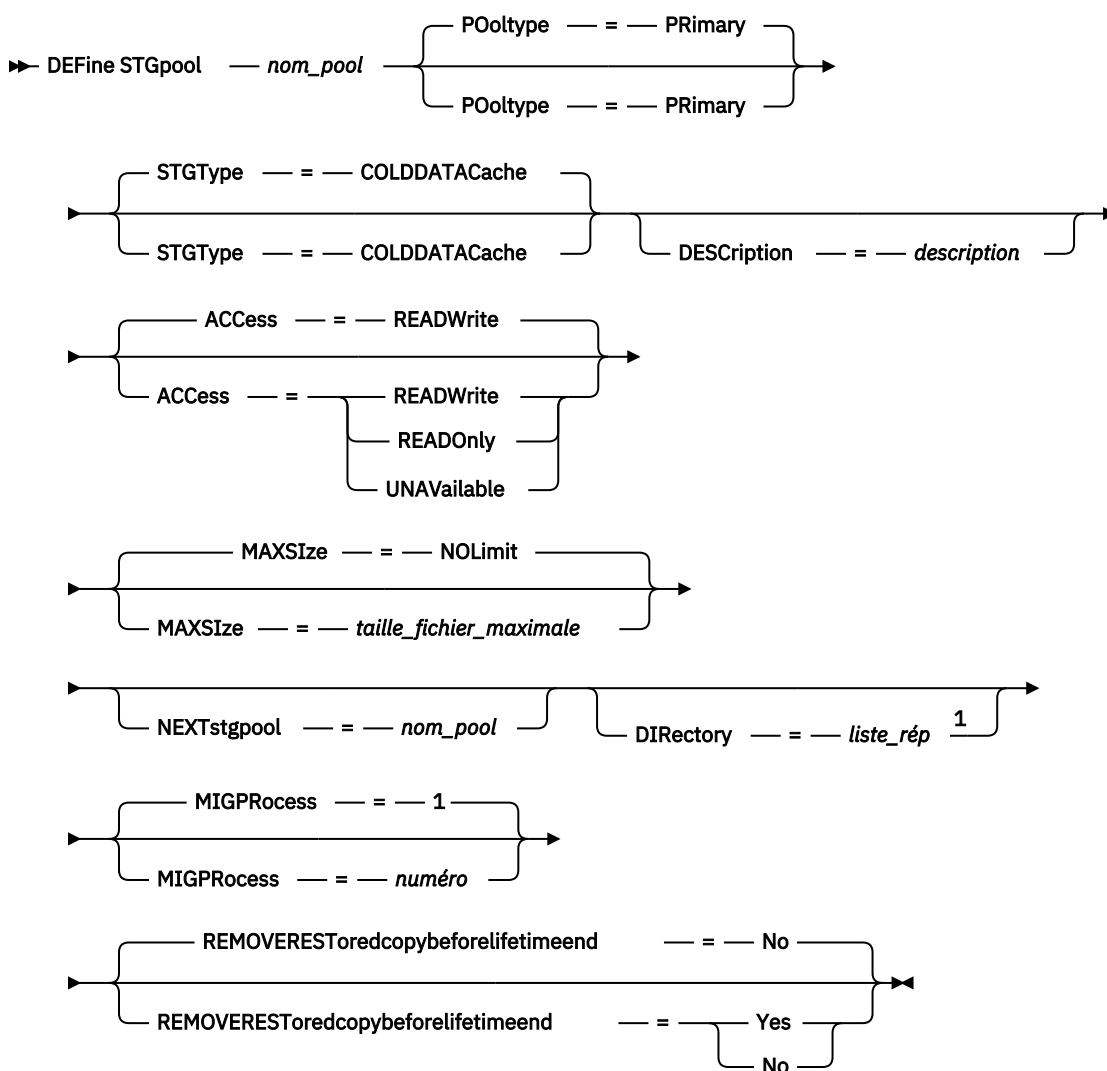 POoltype = PRimary
DEFine STGpool nom_pool
POoltype = PRimary
STGType = COLDDATACache
STGType = COLDDATACache
DESCription = description
ACCess = READWrite
ACCess = READWrite
READOnly
UNAVailable
MAXSIze = NOLimit
MAXSIze = taille_fichier_maximale
NEXTstgpool = nom_pool
DIRectory = liste_rép 1
MIGPRocess = 1
MIGPRocess = numéro
REMOVERESToredcopybeforelifetimeend = No
REMOVERESToredcopybeforelifetimeend = Yes
No